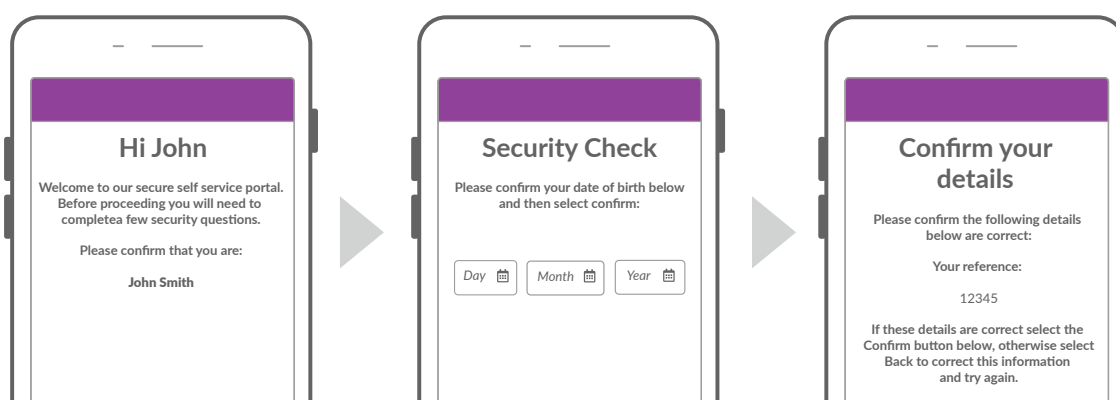 Hi John
Welcome to our secure self service portal.
Before proceeding you will need to
completea few security questions.
Please confirm that you are:
John Smith
Security Check
Please confirm your date of birth below
and then select confirm:
Day
Month
Year
Confirm your
details
Please confirm the following details
below are correct:
Your reference:
12345
If these details are correct select the
Confirm button below, otherwise select
Back to correct this information
and try again.